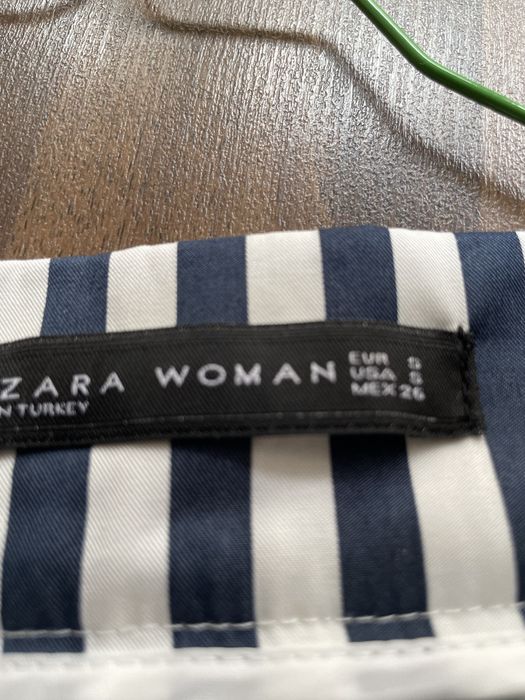 ZARA WOMAN
N TURKEY
EUR S
USA S
MEX 26